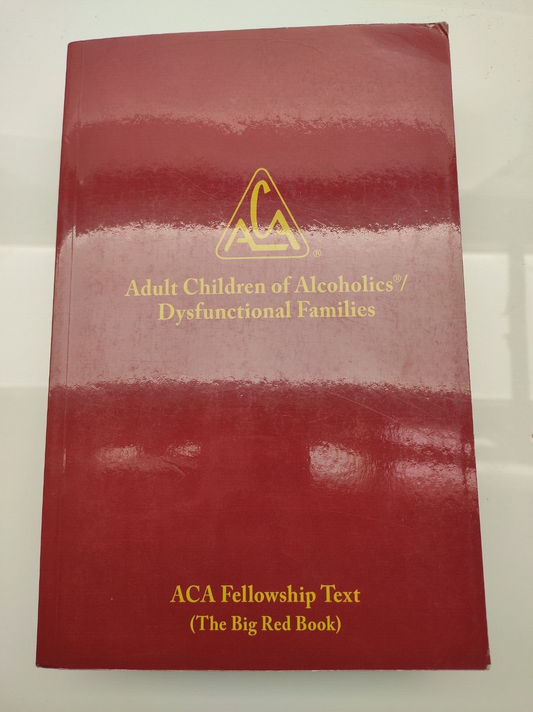 ACA®
Adult Children of Alcoholics®/
Dysfunctional Families
ACA Fellowship Text
(The Big Red Book)